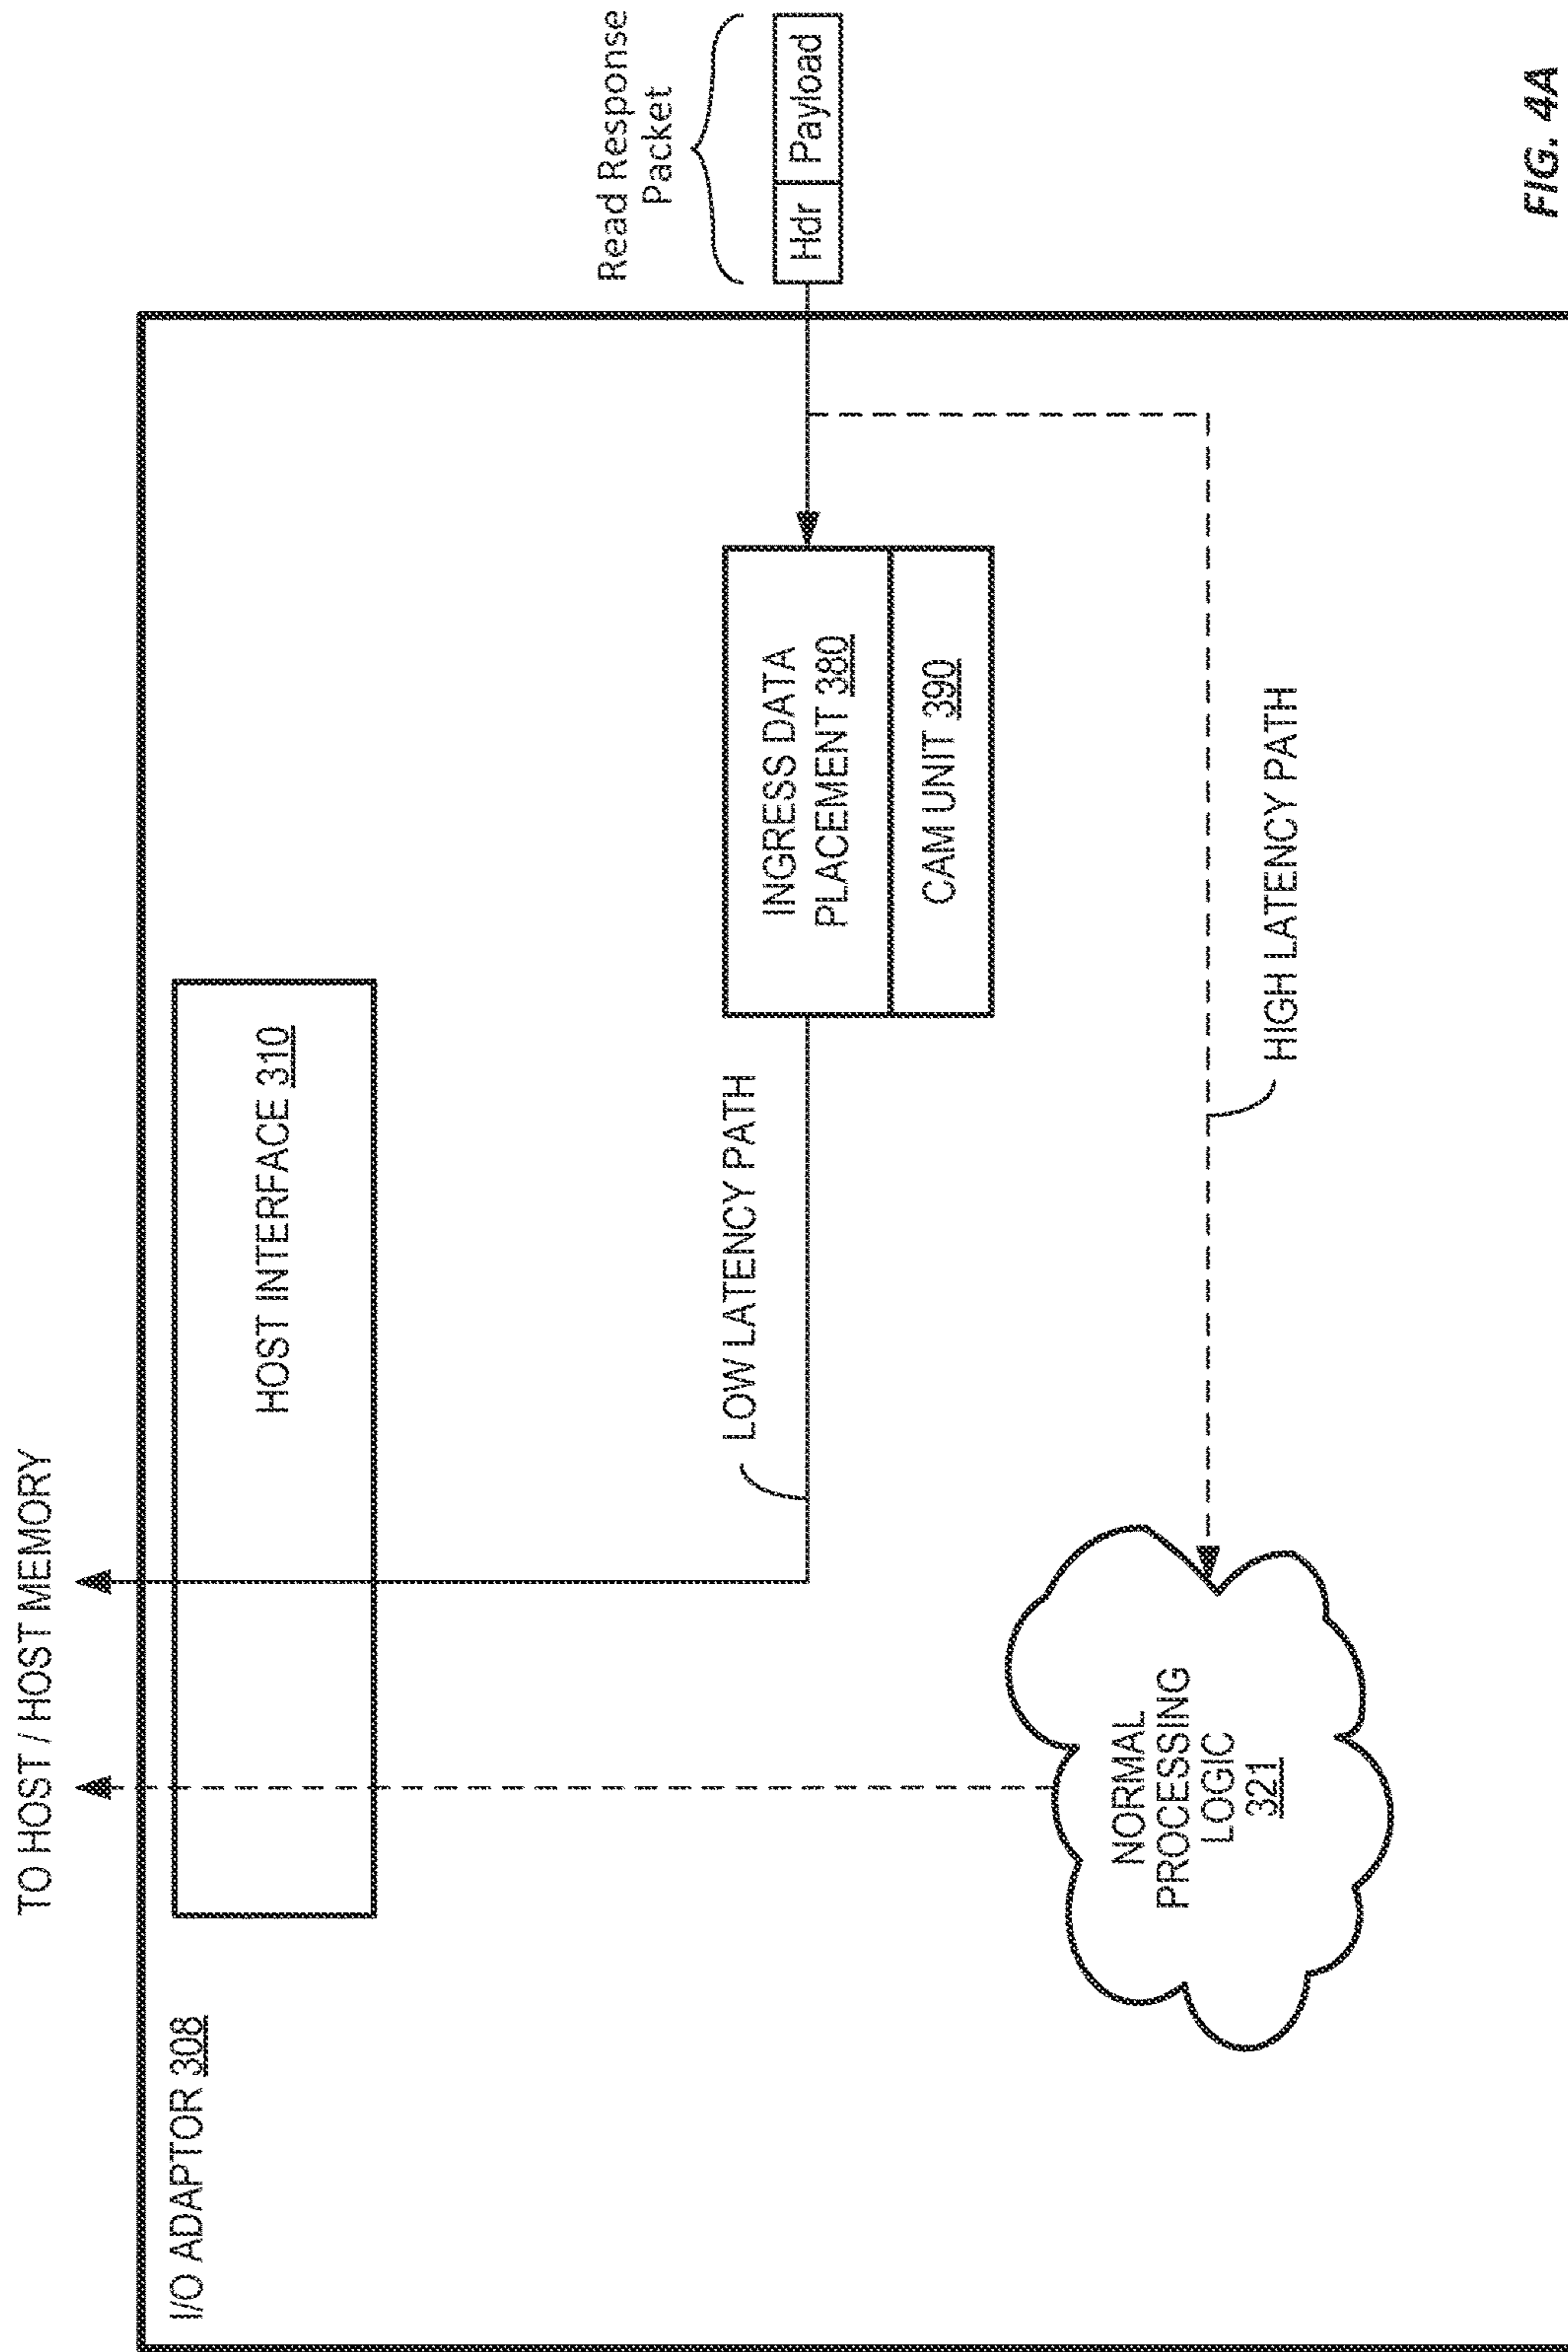 TO HOST / HOST MEMORY
I/O ADAPTOR 308
HOST INTERFACE 310
Read Response
Packet
Hdr
Payload
LOW LATENCY PATH
INGRESS DATA
PLACEMENT 380
CAM UNIT 390
NORMAL
PROCESSING
LOGIC
321
HIGH LATENCY PATH
FIG. 4A